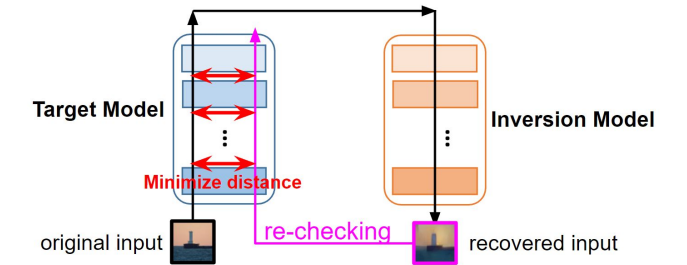 Target Model
Inversion Model
Minimize distance
original input
re-checking
recovered input